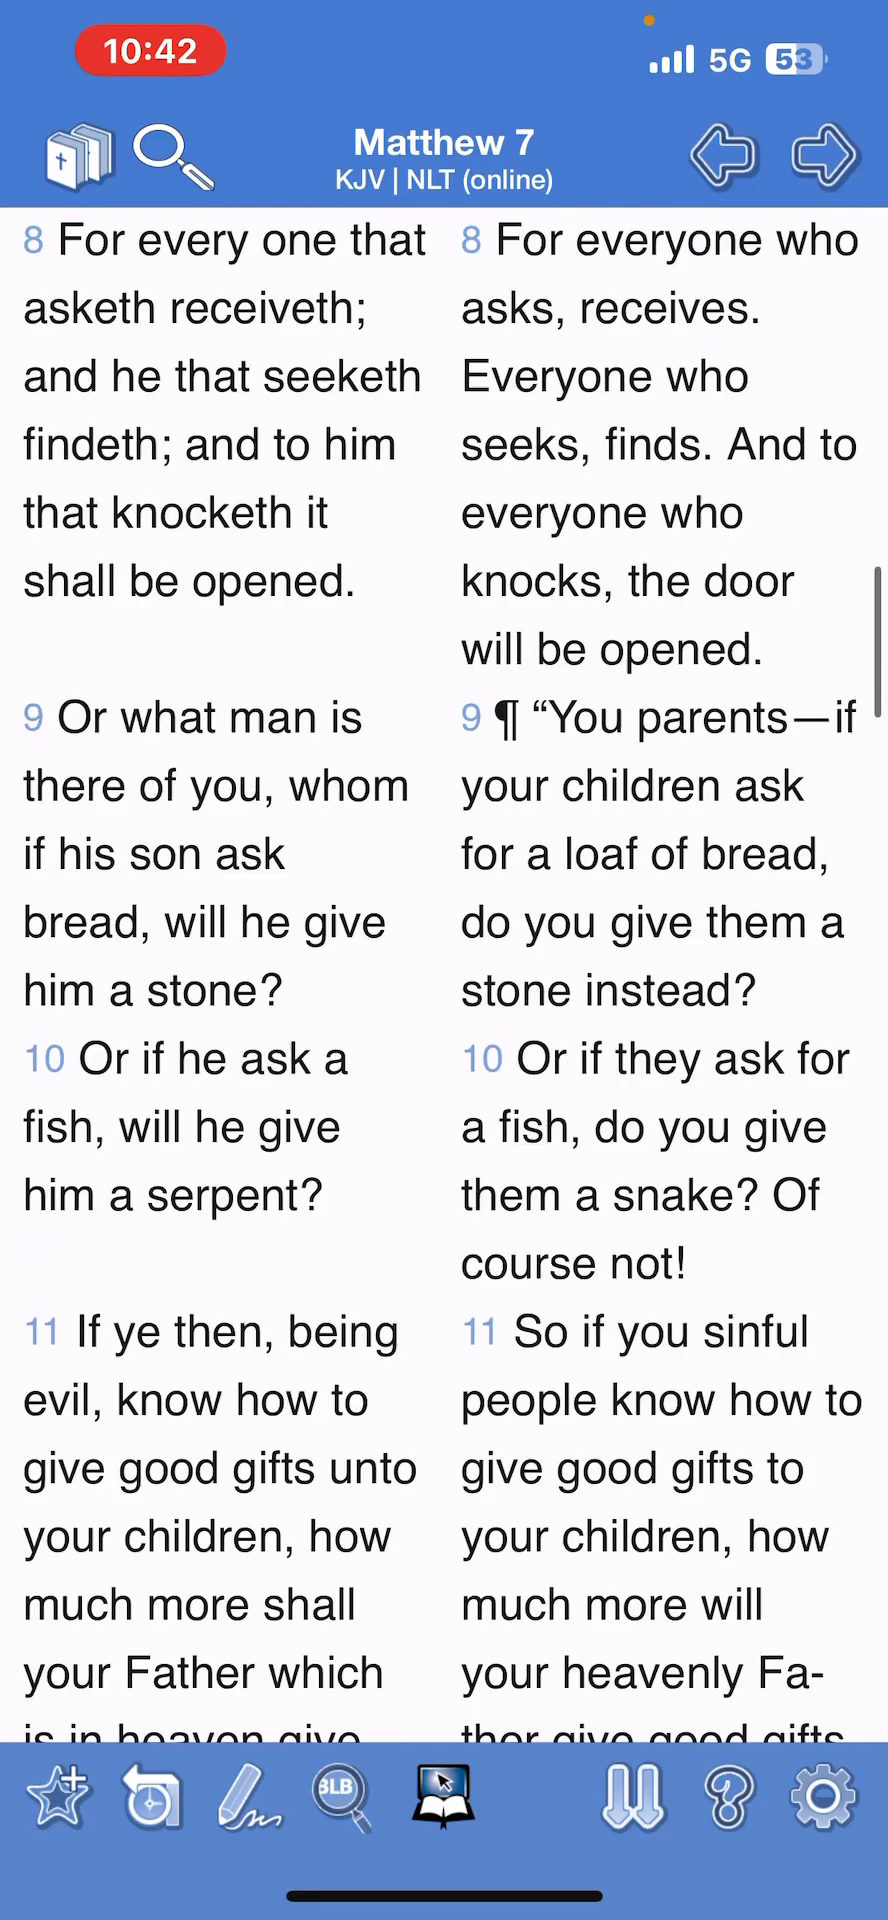 10:42
5G 53
Matthew 7
KJV | NLT (online)
8 For every one that
asketh receiveth;
and he that seeketh
findeth; and to him
that knocketh it
shall be opened.
9 Or what man is
there of you, whom
if his son ask
bread, will he give
him a stone?
10 Or if he ask a
fish, will he give
him a serpent?
11 If ye then, being
evil, know how to
give good gifts unto
your children, how
much more shall
your Father which
is in heaven give
8 For everyone who
asks, receives.
Everyone who
seeks, finds. And to
everyone who
knocks, the door
will be opened.
9 ¶ “You parents—if
your children ask
for a loaf of bread,
do you give them a
stone instead?
10 Or if they ask for
a fish, do you give
them a snake? Of
course not!
11 So if you sinful
people know how to
give good gifts to
your children, how
much more will
your heavenly Fa-
ther give good gifts
BLB